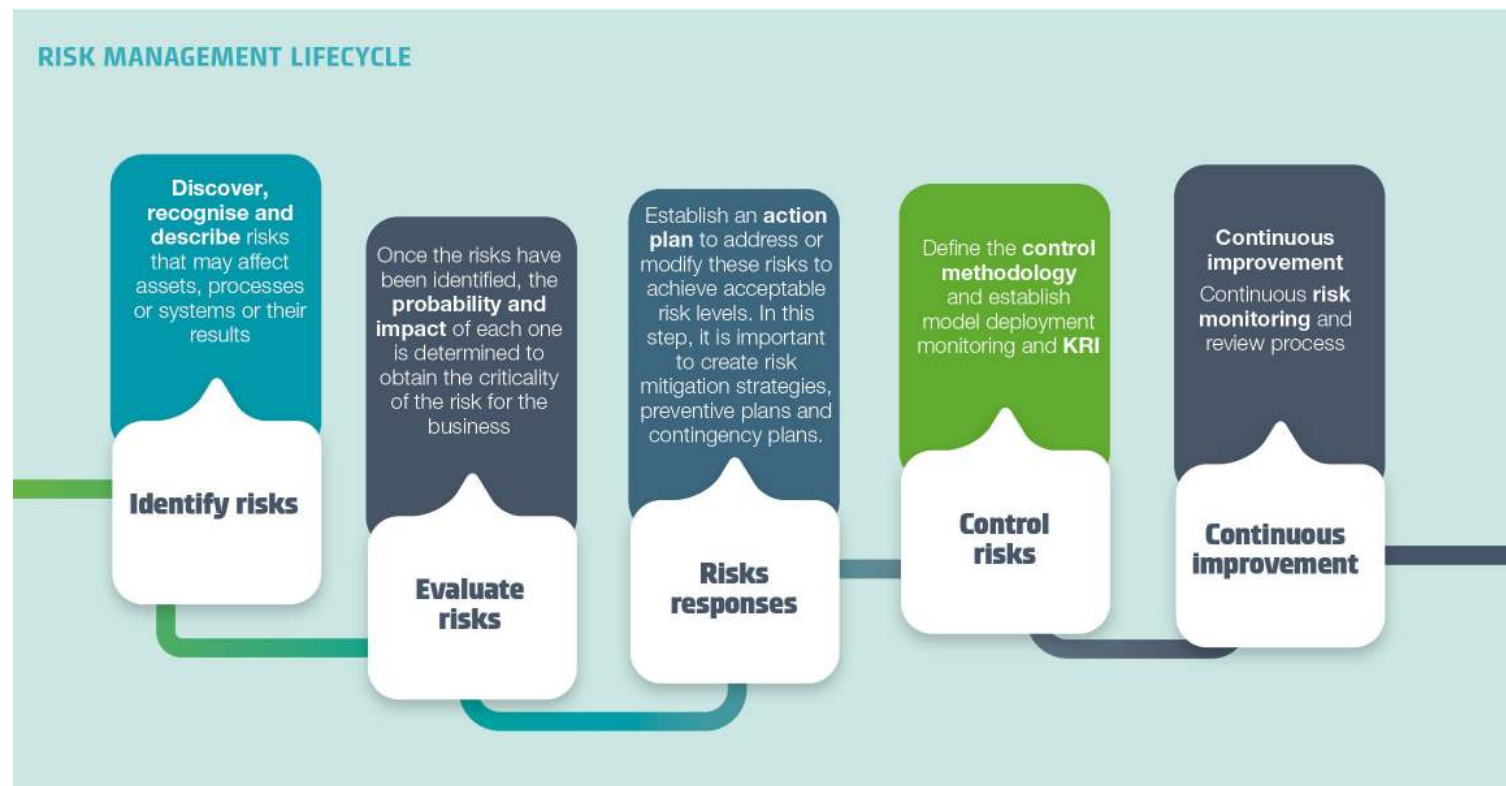 RISK MANAGEMENT LIFECYCLE
Discover,
recognise and
describe risks
that may affect
assets, processes
or systems or their
results
Identify risks
Once the risks have
been identified, the
probability and
impact of each one
is determined to
obtain the criticality
of the risk for the
business
Evaluate
risks
Establish an action
plan to address or
modify these risks to
achieve acceptable
risk levels. In this
step, it is important
to create risk
mitigation strategies,
preventive plans and
contingency plans.
Risks
responses
Define the control
methodology
and establish
model deployment
monitoring and KRI
Control
risks
Continuous
improvement
Continuous risk
monitoring and
review process
Continuous
improvement